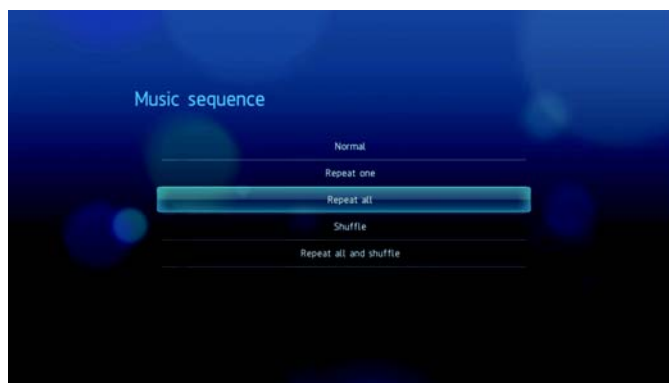 Music sequence
Normal
Repeat one
Repeat all
Shuffle
Repeat all and shuffle